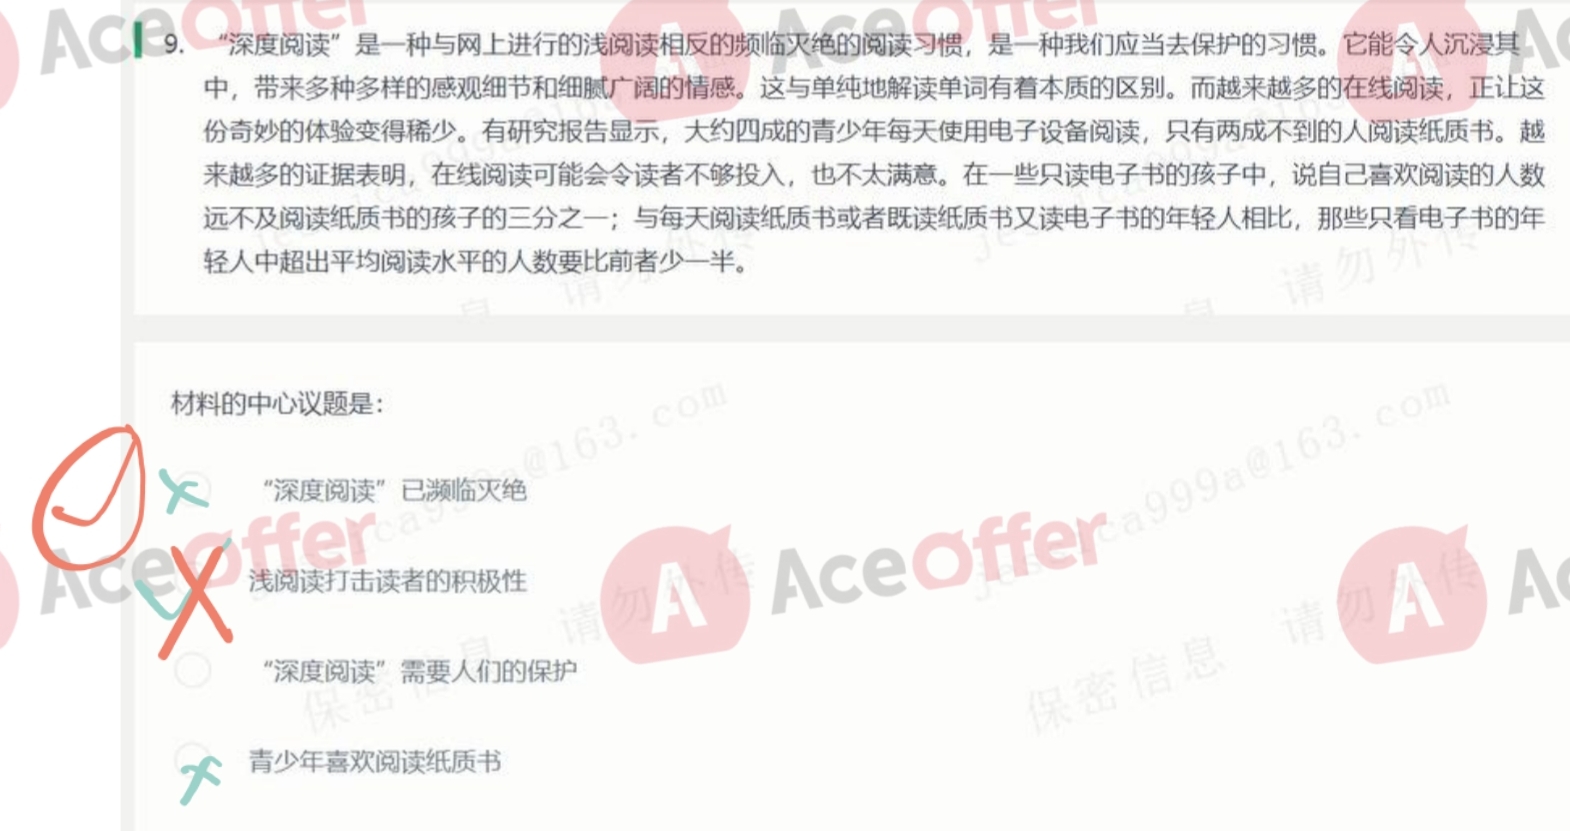 9. “深度阅读”是一种与网上进行的浅阅读相反的频临灭绝的阅读习惯，是一种我们应当去保护的习惯。它能令人沉浸其
中，带来多种多样的感观细节和细腻广阔的情感。这与单纯地解读单词有着本质的区别。而越来越多的在线阅读，正让这
份奇妙的体验变得稀少。有研究报告显示，大约四成的青少年每天使用电子设备阅读，只有两成不到的人阅读纸质书。越
来越多的证据表明，在线阅读可能会令读者不够投入，也不太满意。在一些只读电子书的孩子中，说自己喜欢阅读的人数
远不及阅读纸质书的孩子的三分之一；与每天阅读纸质书或者既读纸质书又读电子书的年轻人相比，那些只看电子书的年
轻人中超出平均阅读水平的人数要比前者少一半。
材料的中心议题是：
“深度阅读”已濒临灭绝
浅阅读打击读者的积极性
“深度阅读”需要人们的保护
青少年喜欢阅读纸质书
AceOffer
AceOffer
AceOffer
AceOffer
保密信息 请勿外传
保密信息 请勿外传